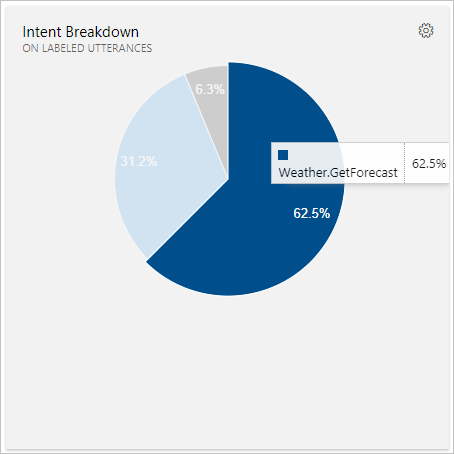 Intent Breakdown
ON LABELED UTTERANCES
6.3%
31.2%
Weather.GetForecast 62.5%
62.5%